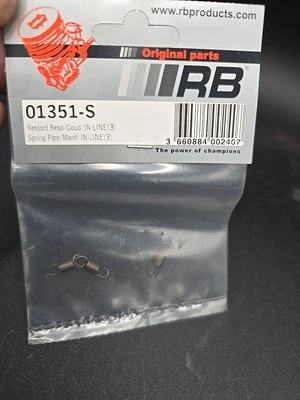 www.rbproducts.com
Original parts
RB
01351-S
Ressort Reso/Coud IN-LINE(3)
Spring Pipe/Manif IN-LINE(3)
3 660884 002407
The power of champions